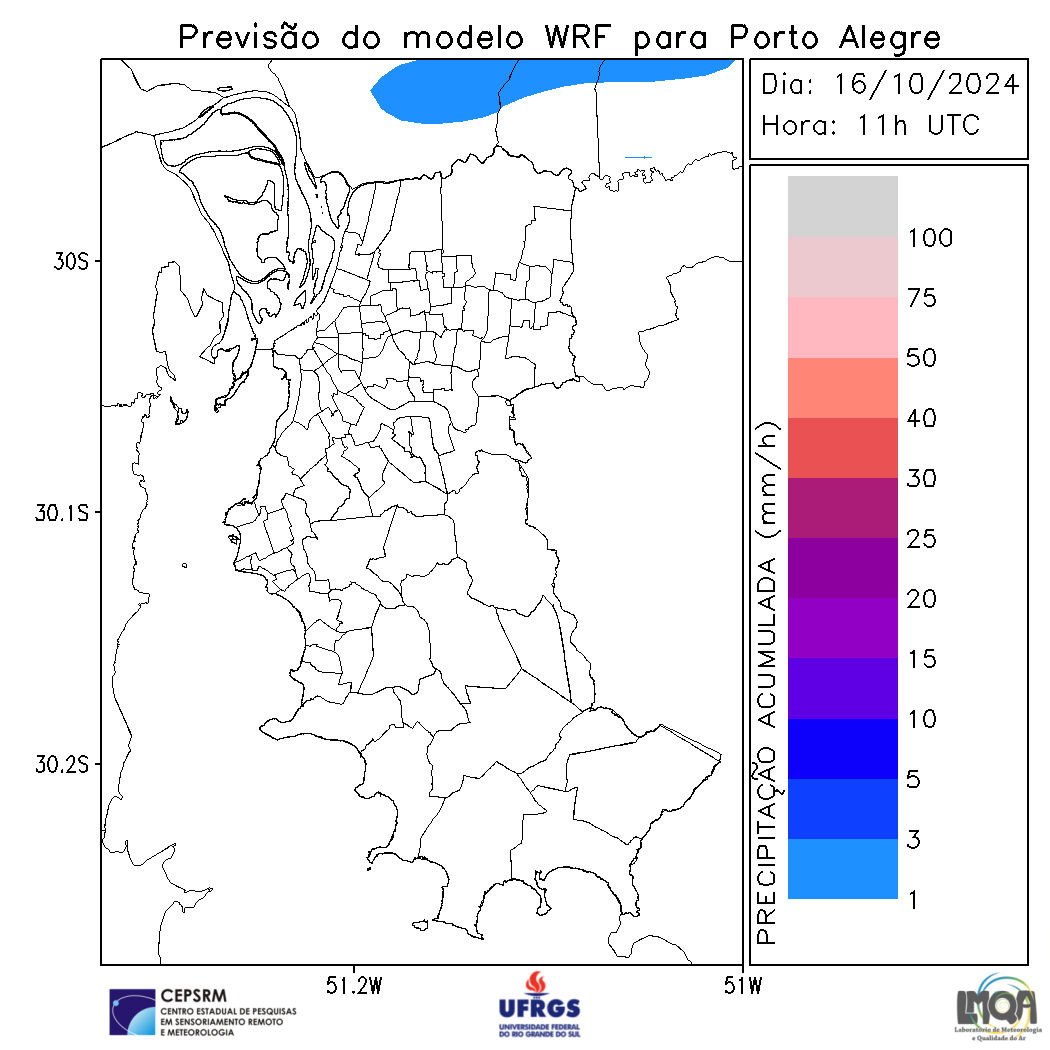 Previsão do modelo WRF para Porto Alegre
Dia: 16/10/2024
Hora: 11h UTC
100
75
50
40
30
25
20
15
10
5
3
1
PRECIPITAÇÃO ACUMULADA (mm/h)
30S
30.1S
30.2S
51.2W
51W
CEPSRM
CENTRO ESTADUAL DE PESQUISAS
EM SENSORIAMENTO REMOTO
E METEOROLOGIA
UFRGS
UNIVERSIDADE FEDERAL
DO RIO GRANDE DO SUL
LMQA
Laboratório de Meteorologia
e Qualidade do Ar